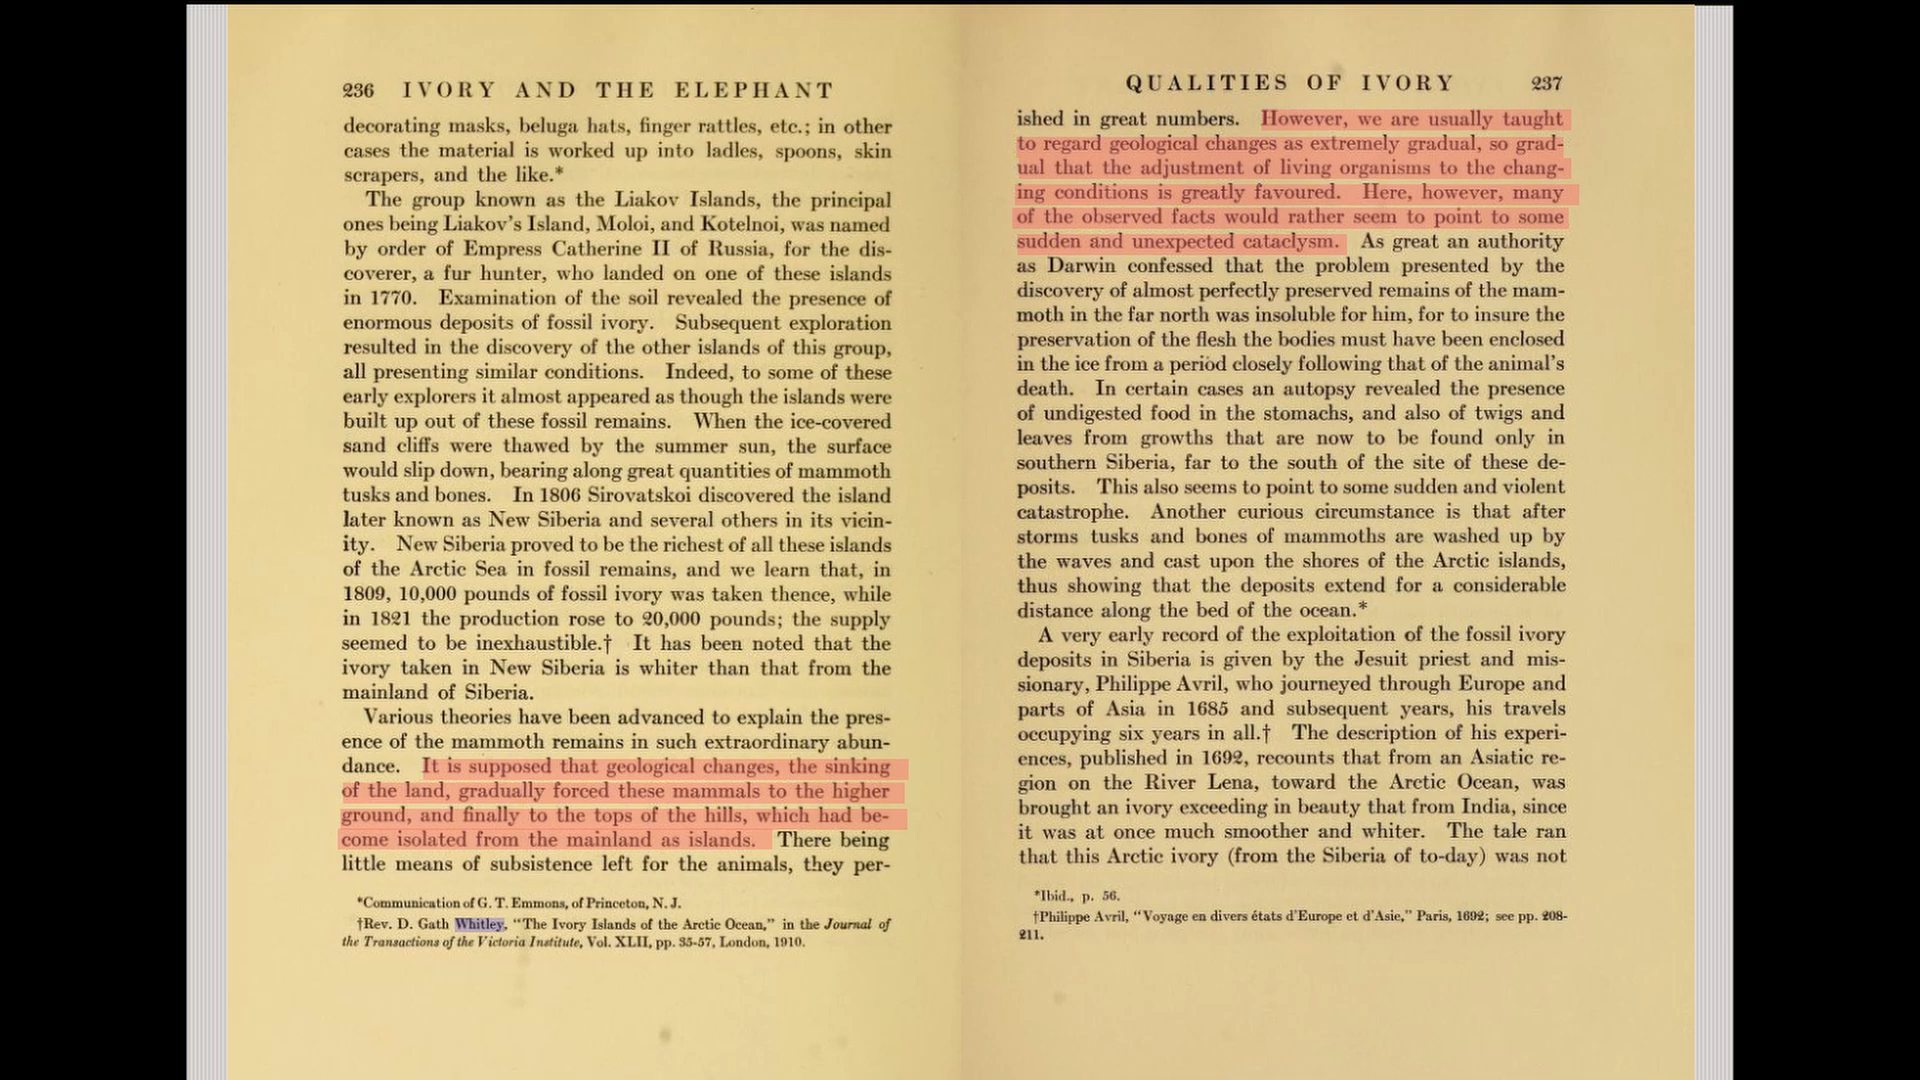 236 IVORY AND THE ELEPHANT
decorating masks, beluga hats, finger rattles, etc.; in other
cases the material is worked up into ladles, spoons, skin
scrapers, and the like.*
The group known as the Liakov Islands, the principal
ones being Liakov's Island, Moloi, and Kotelnoi, was named
by order of Empress Catherine II of Russia, for the dis-
coverer, a fur hunter, who landed on one of these islands
in 1770. Examination of the soil revealed the presence of
enormous deposits of fossil ivory. Subsequent exploration
resulted in the discovery of the other islands of this group,
all presenting similar conditions. Indeed, to some of these
early explorers it almost appeared as though the islands were
built up out of these fossil remains. When the ice-covered
sand cliffs were thawed by the summer sun, the surface
would slip down, bearing along great quantities of mammoth
tusks and bones. In 1806 Sirovatskoi discovered the island
later known as New Siberia and several others in its vicin-
ity. New Siberia proved to be the richest of all these islands
of the Arctic Sea in fossil remains, and we learn that, in
1809, 10,000 pounds of fossil ivory was taken thence, while
in 1821 the production rose to 20,000 pounds; the supply
seemed to be inexhaustible.† It has been noted that the
ivory taken in New Siberia is whiter than that from the
mainland of Siberia.
Various theories have been advanced to explain the pres-
ence of the mammoth remains in such extraordinary abun-
dance. It is supposed that geological changes, the sinking
of the land, gradually forced these mammals to the higher
ground, and finally to the tops of the hills, which had be-
come isolated from the mainland as islands. There being
little means of subsistence left for the animals, they per-
*Communication of G. T. Emmons, of Princeton, N. J.
†Rev. D. Gath Whitley, "The Ivory Islands of the Arctic Ocean," in the Journal of
the Transactions of the Victoria Institute, Vol. XLII, pp. 35-57, London, 1910.
QUALITIES OF IVORY 237
ished in great numbers. However, we are usually taught
to regard geological changes as extremely gradual, so grad-
ual that the adjustment of living organisms to the chang-
ing conditions is greatly favoured. Here, however, many
of the observed facts would rather seem to point to some
sudden and unexpected cataclysm. As great an authority
as Darwin confessed that the problem presented by the
discovery of almost perfectly preserved remains of the mam-
moth in the far north was insoluble for him, for to insure the
preservation of the flesh the bodies must have been enclosed
in the ice from a period closely following that of the animal's
death. In certain cases an autopsy revealed the presence
of undigested food in the stomachs, and also of twigs and
leaves from growths that are now to be found only in
southern Siberia, far to the south of the site of these de-
posits. This also seems to point to some sudden and violent
catastrophe. Another curious circumstance is that after
storms tusks and bones of mammoths are washed up by
the waves and cast upon the shores of the Arctic islands,
thus showing that the deposits extend for a considerable
distance along the bed of the ocean.*
A very early record of the exploitation of the fossil ivory
deposits in Siberia is given by the Jesuit priest and mis-
sionary, Philippe Avril, who journeyed through Europe and
parts of Asia in 1685 and subsequent years, his travels
occupying six years in all.† The description of his experi-
ences, published in 1692, recounts that from an Asiatic re-
gion on the River Lena, toward the Arctic Ocean, was
brought an ivory exceeding in beauty that from India, since
it was at once much smoother and whiter. The tale ran
that this Arctic ivory (from the Siberia of to-day) was not
*Ibid., p. 56.
†Philippe Avril, "Voyage en divers états d'Europe et d'Asie," Paris, 1692; see pp. 208-
211.